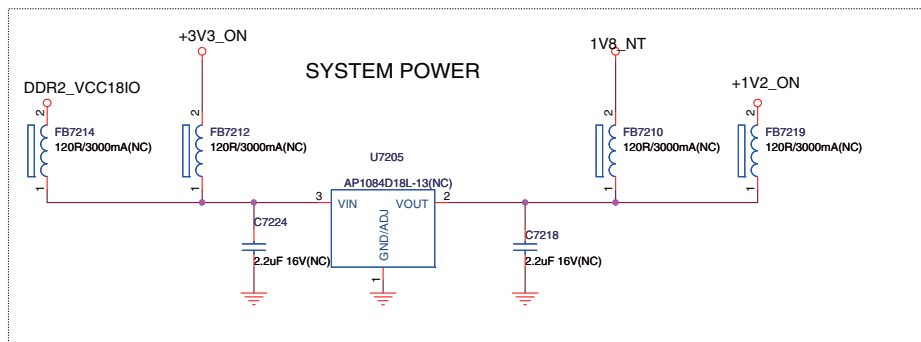 +3V3_ON
1V8_NT
SYSTEM POWER
DDR2_VCC18IO
+1V2_ON
2
2
2
2
FB7214
120R/3000mA(NC)
FB7212
120R/3000mA(NC)
FB7210
120R/3000mA(NC)
FB7219
120R/3000mA(NC)
1
1
1
1
U7205
AP1084D18L-13(NC)
3
VIN
VOUT
2
GND/ADJ
1
C7224
2.2uF 16V(NC)
C7218
2.2uF 16V(NC)